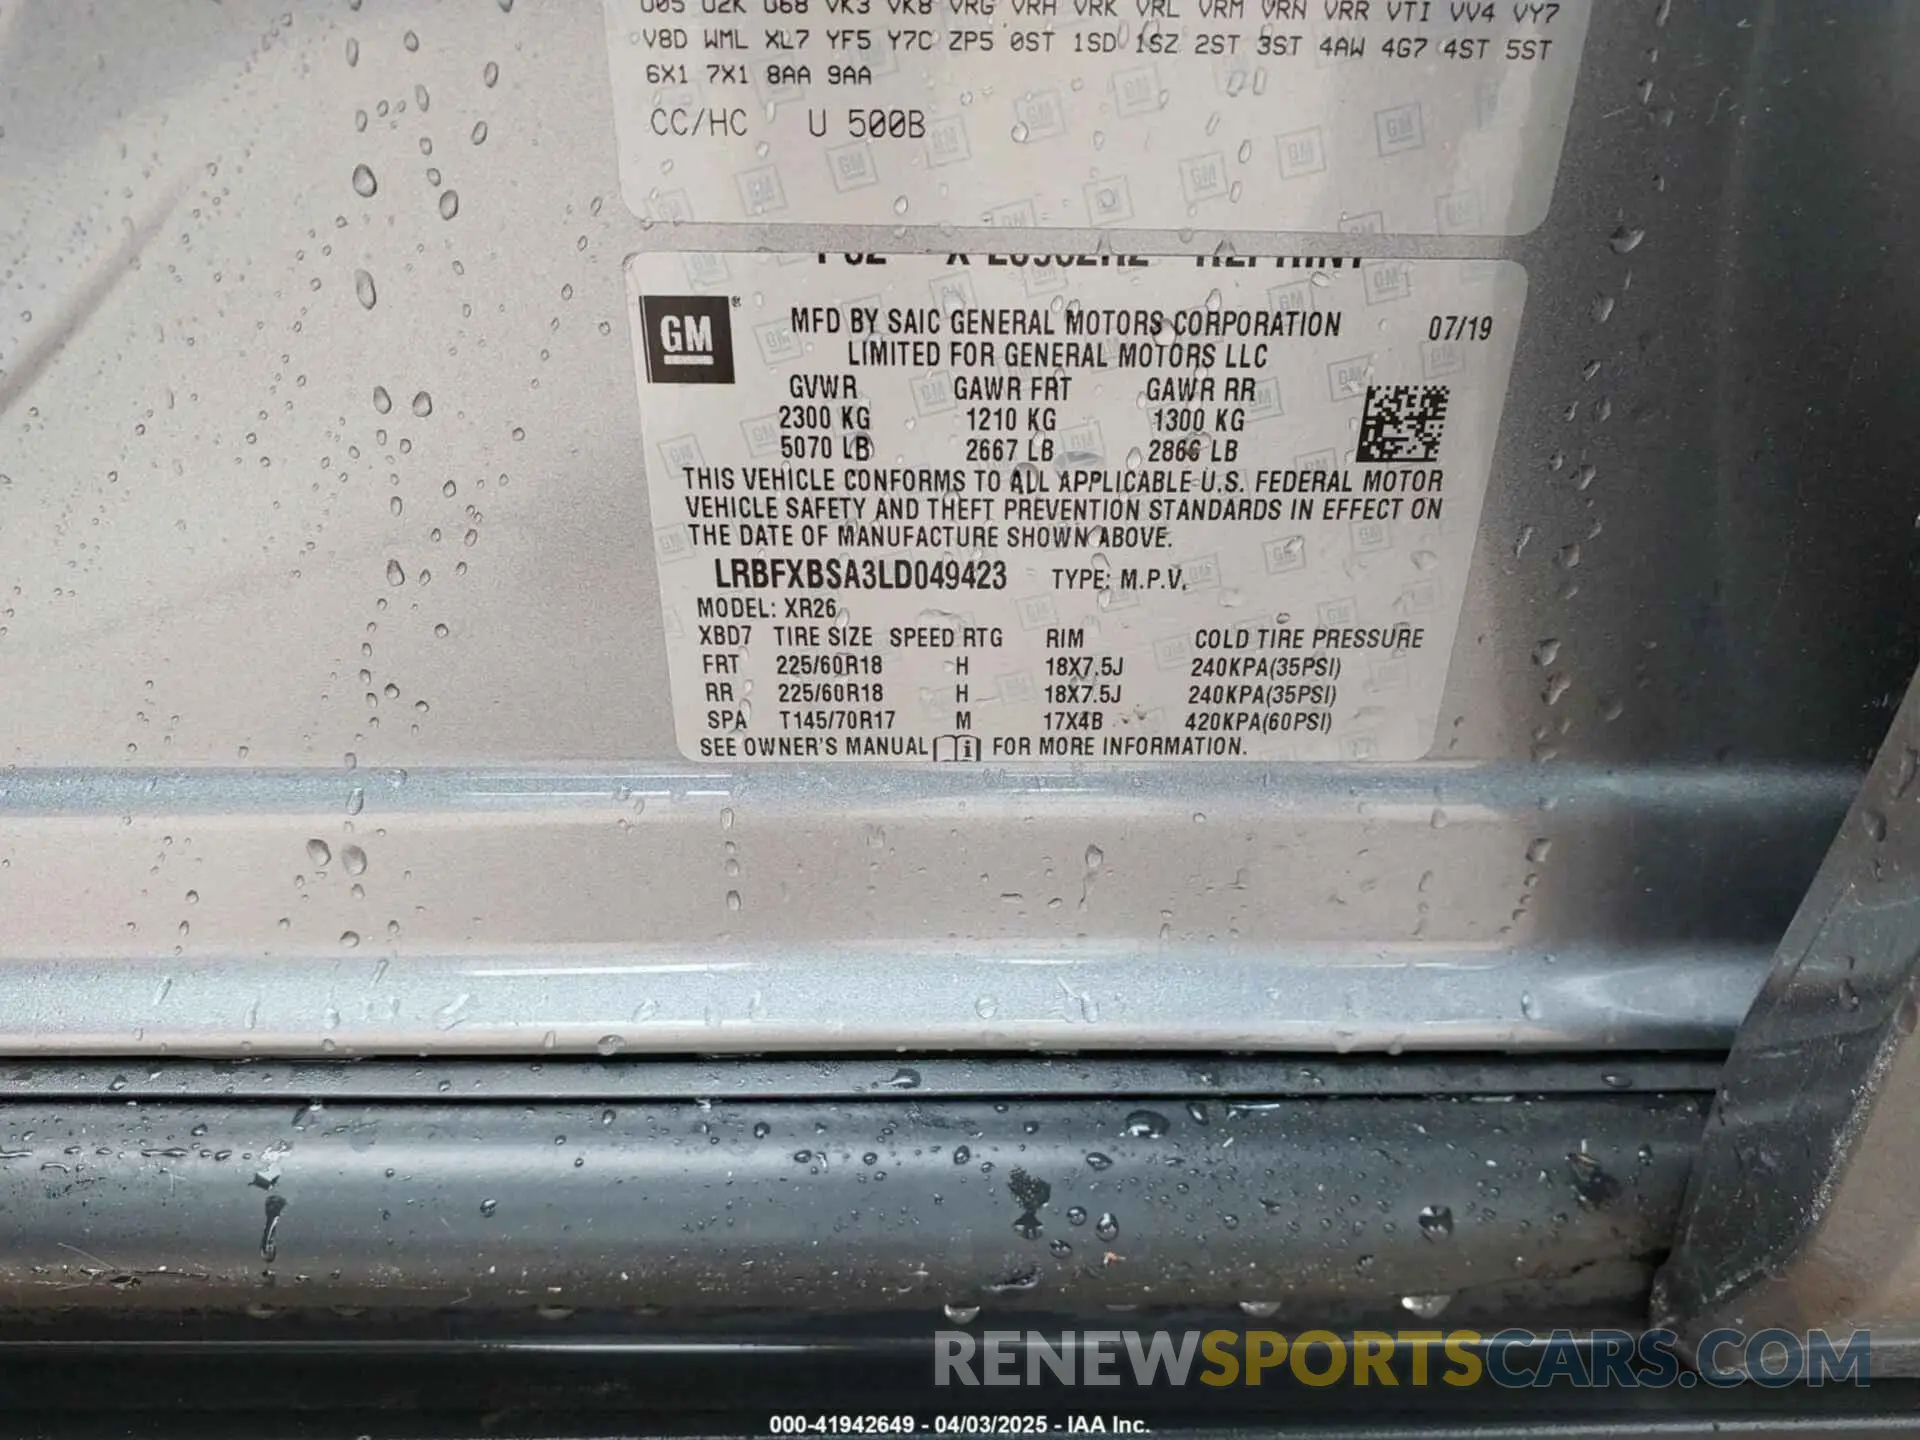 U05 U2K U68 VK3 VK8 VRG VRH VRK VRL VRM VRN VRR VTI VV4 VY7
V8D WML XL7 YF5 Y7C ZP5 0ST 1SD 1SZ 2ST 3ST 4AW 4G7 4ST 5ST
6X1 7X1 8AA 9AA
CC/HC U 500B
REPRINT
GM ®
MFD BY SAIC GENERAL MOTORS CORPORATION 07/19
LIMITED FOR GENERAL MOTORS LLC
GVWR GAWR FRT GAWR RR
2300 KG 1210 KG 1300 KG
5070 LB 2667 LB 2866 LB
THIS VEHICLE CONFORMS TO ALL APPLICABLE U.S. FEDERAL MOTOR
VEHICLE SAFETY AND THEFT PREVENTION STANDARDS IN EFFECT ON
THE DATE OF MANUFACTURE SHOWN ABOVE.
LRBFXBSA3LD049423 TYPE: M.P.V.
MODEL: XR26
XBD7 TIRE SIZE SPEED RTG RIM COLD TIRE PRESSURE
FRT 225/60R18 H 18X7.5J 240KPA(35PSI)
RR 225/60R18 H 18X7.5J 240KPA(35PSI)
SPA T145/70R17 M 17X4B 420KPA(60PSI)
SEE OWNER'S MANUAL i FOR MORE INFORMATION.
RENEWSPORTSCARS.COM
000-41942649 - 04/03/2025 - IAA Inc.